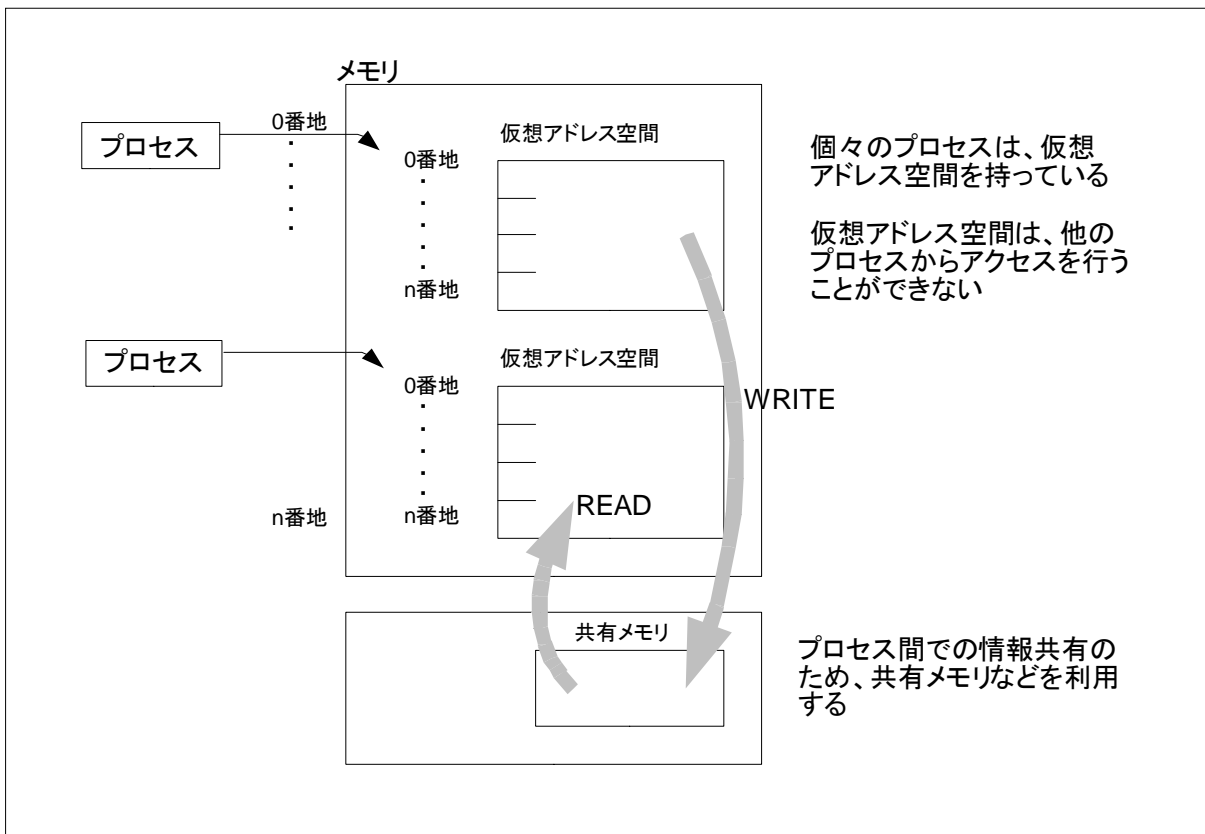 メモリ
0番地
プロセス
・
・
・
・
・
仮想アドレス空間
0番地
・
・
・
・
・
n番地
個々のプロセスは、仮想
アドレス空間を持っている
仮想アドレス空間は、他の
プロセスからアクセスを行う
ことができない
プロセス
仮想アドレス空間
0番地
・
・
・
・
・
n番地
WRITE
READ
n番地
共有メモリ
プロセス間での情報共有の
ため、共有メモリなどを利用
する